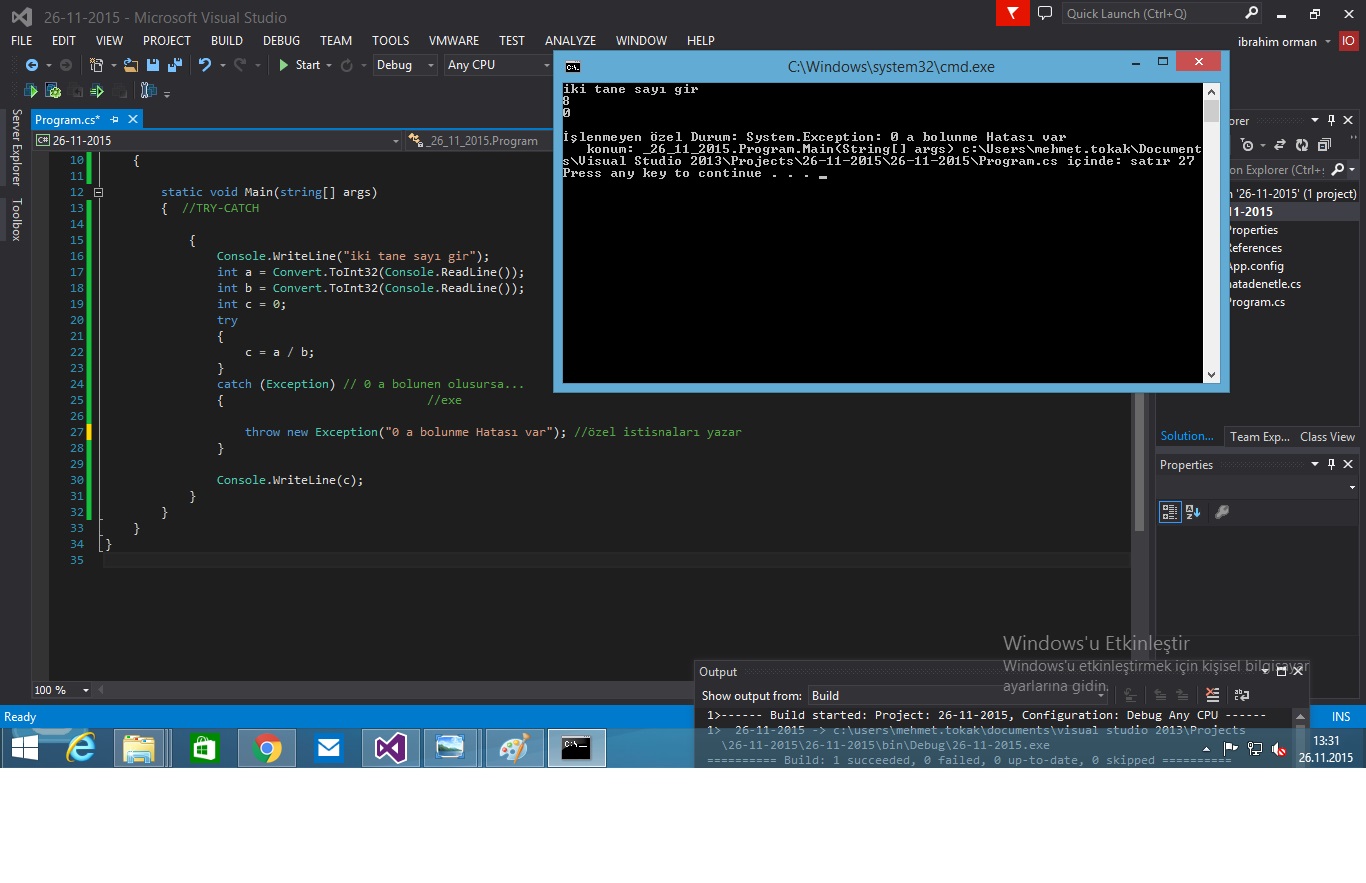 26-11-2015 - Microsoft Visual Studio
Quick Launch (Ctrl+Q)
FILE EDIT VIEW PROJECT BUILD DEBUG TEAM TOOLS VMWARE TEST ANALYZE WINDOW HELP
ibrahim orman IO
Start Debug Any CPU
Server Explorer
Toolbox
Program.cs*
26-11-2015 _26_11_2015.Program
10 {
11
12 static void Main(string[] args)
13 { //TRY-CATCH
14
15 {
16 Console.WriteLine("iki tane sayı gir");
17 int a = Convert.ToInt32(Console.ReadLine());
18 int b = Convert.ToInt32(Console.ReadLine());
19 int c = 0;
20 try
21 {
22 c = a / b;
23 }
24 catch (Exception) // 0 a bolunen olusursa...
25 { //exe
26
27 throw new Exception("0 a bolunme Hatası var"); //özel istisnaları yazar
28 }
29
30 Console.WriteLine(c);
31 }
32 }
33 }
34 }
35
100 %
C:\Windows\system32\cmd.exe
iki tane sayı gir
8
0
İşlenmeyen özel Durum: System.Exception: 0 a bolunme Hatası var
konum: _26_11_2015.Program.Main(String[] args) c:\Users\mehmet.tokak\Document
s\Visual Studio 2013\Projects\26-11-2015\26-11-2015\Program.cs içinde: satır 27
Press any key to continue . . . _
orer
on Explorer (Ctrl+ş
n '26-11-2015' (1 project)
11-2015
Properties
References
App.config
hatadenetle.cs
Program.cs
Solution... Team Exp... Class View
Properties
Windows'u Etkinleştir
Windows'u etkinleştirmek için kişisel bilgisayar
ayarlarına gidin.
Output
Show output from: Build
1>------ Build started: Project: 26-11-2015, Configuration: Debug Any CPU ------
1> 26-11-2015 -> c:\users\mehmet.tokak\documents\visual studio 2013\Projects
\26-11-2015\26-11-2015\bin\Debug\26-11-2015.exe
========== Build: 1 succeeded, 0 failed, 0 up-to-date, 0 skipped ==========
Ready
INS
13:31
26.11.2015